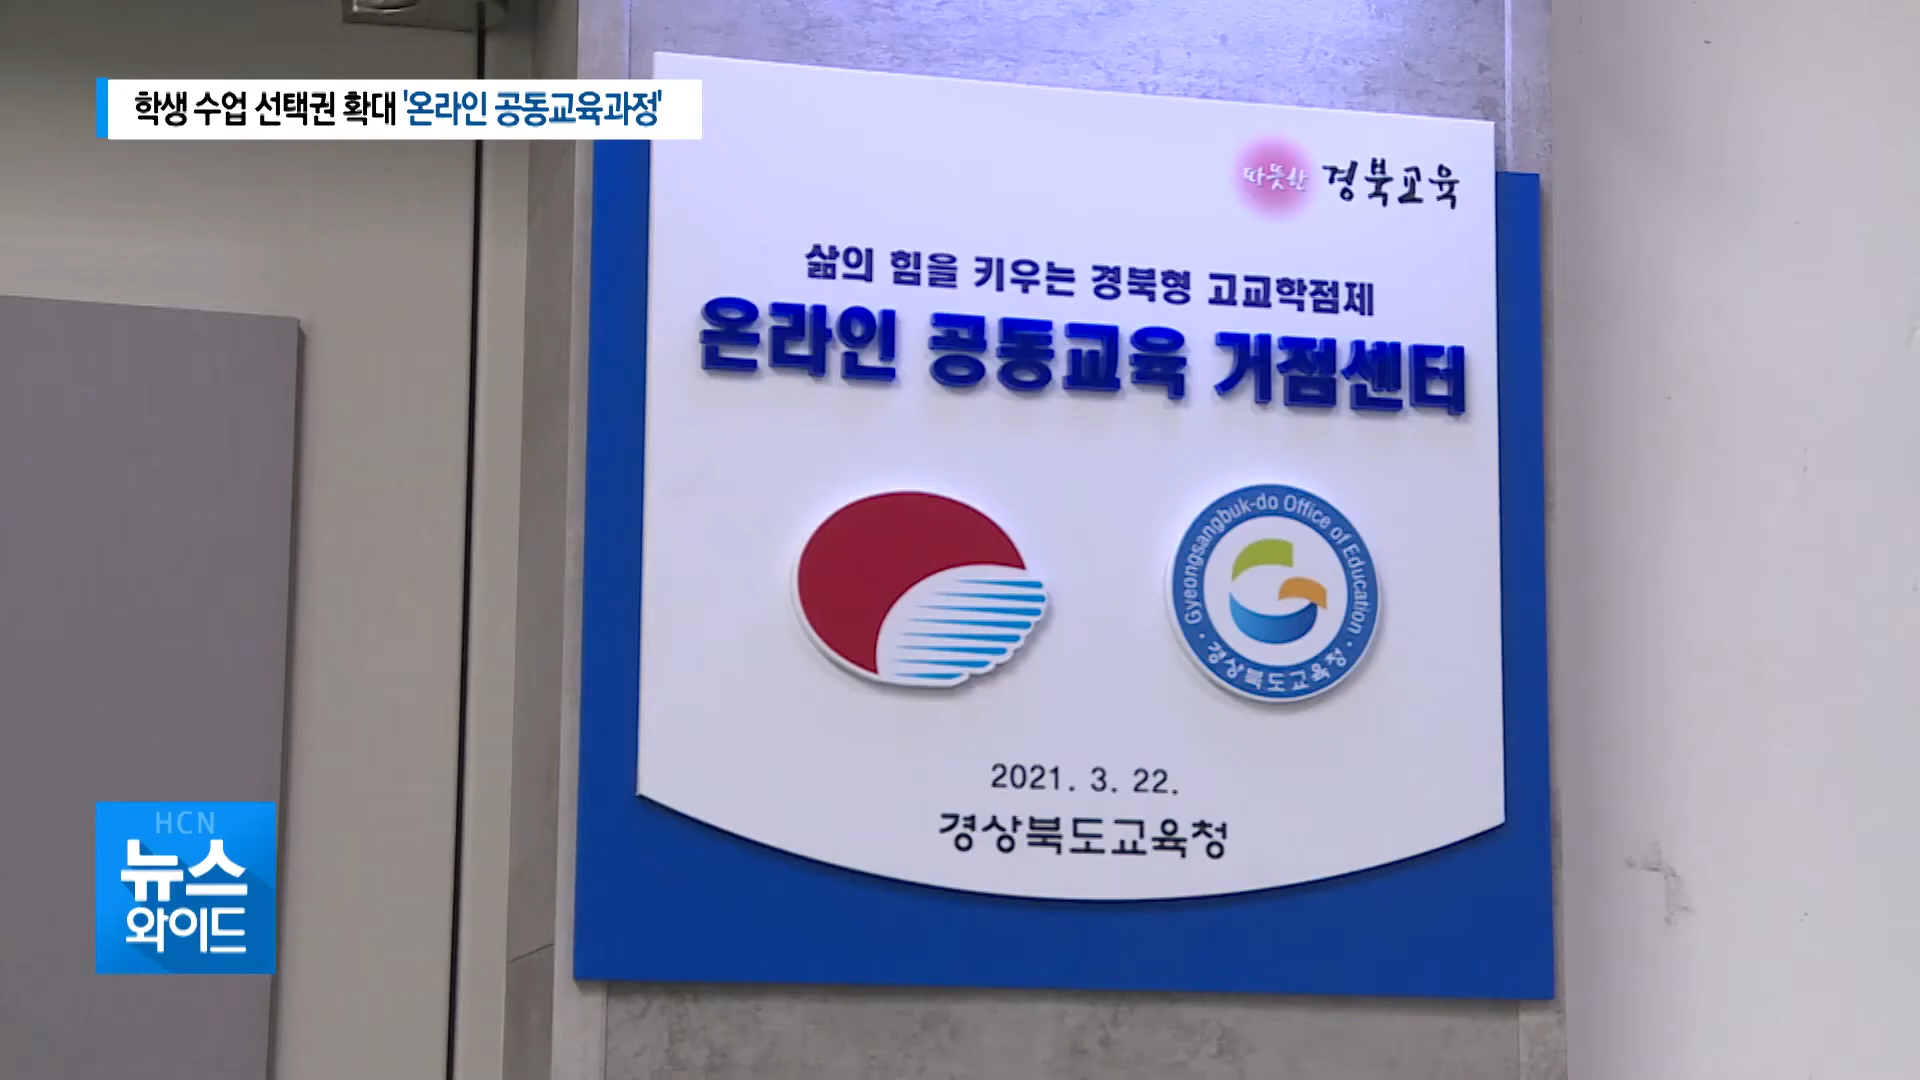 학생 수업 선택권 확대 '온라인 공동교육과정'
따뜻한 경북교육
삶의 힘을 키우는 경북형 고교학점제
온라인 공동교육 거점센터
Gyeongsangbuk-do Office of Education
경상북도교육청
2021. 3. 22.
경상북도교육청
HCN
뉴스
와이드